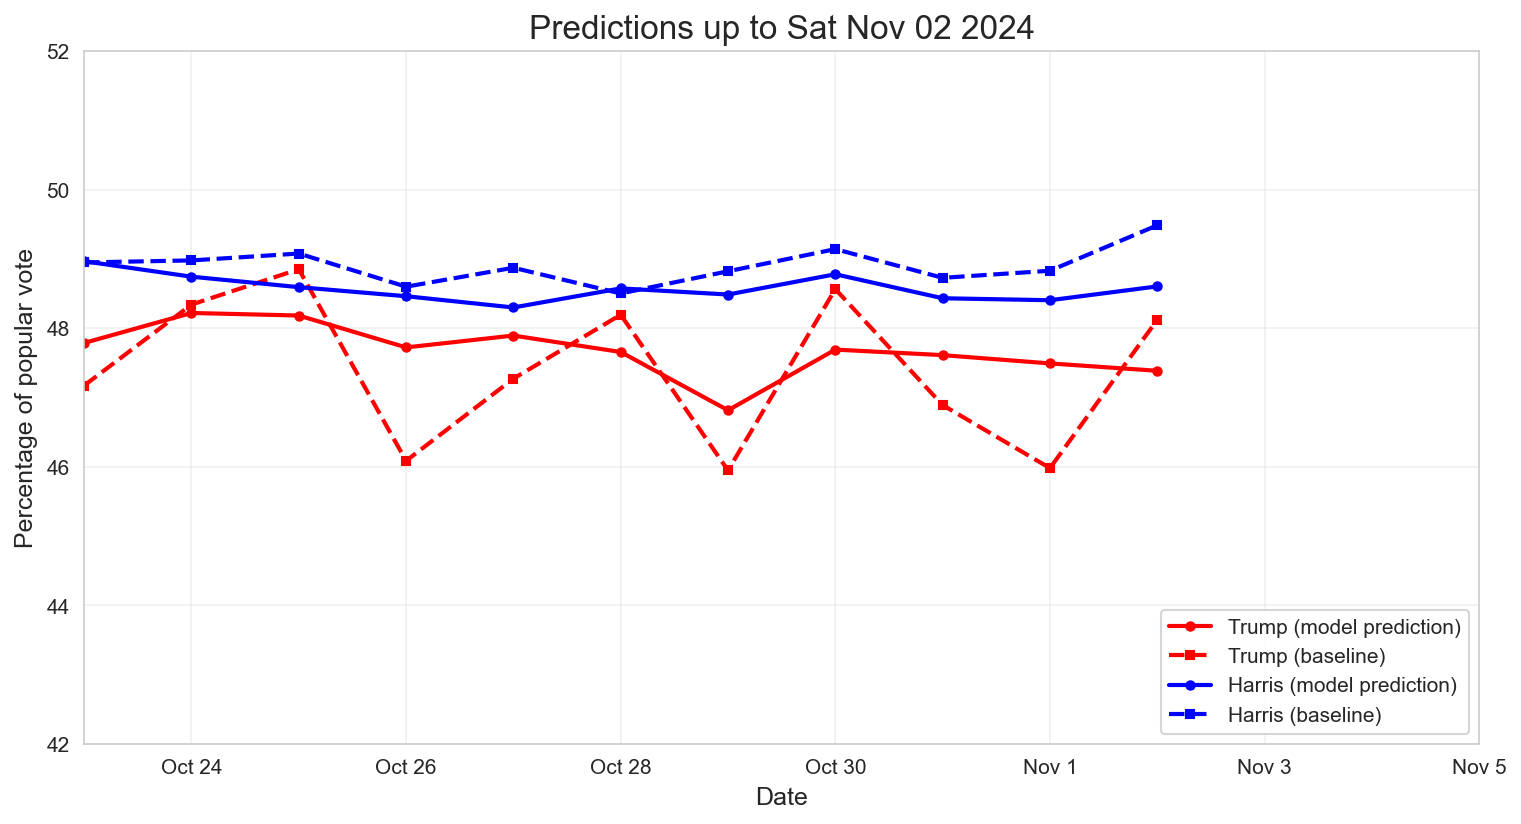 Predictions up to Sat Nov 02 2024
52
50
48
46
44
42
Percentage of popular vote
Trump (model prediction)
Trump (baseline)
Harris (model prediction)
Harris (baseline)
Oct 24 Oct 26 Oct 28 Oct 30 Nov 1 Nov 3 Nov 5
Date